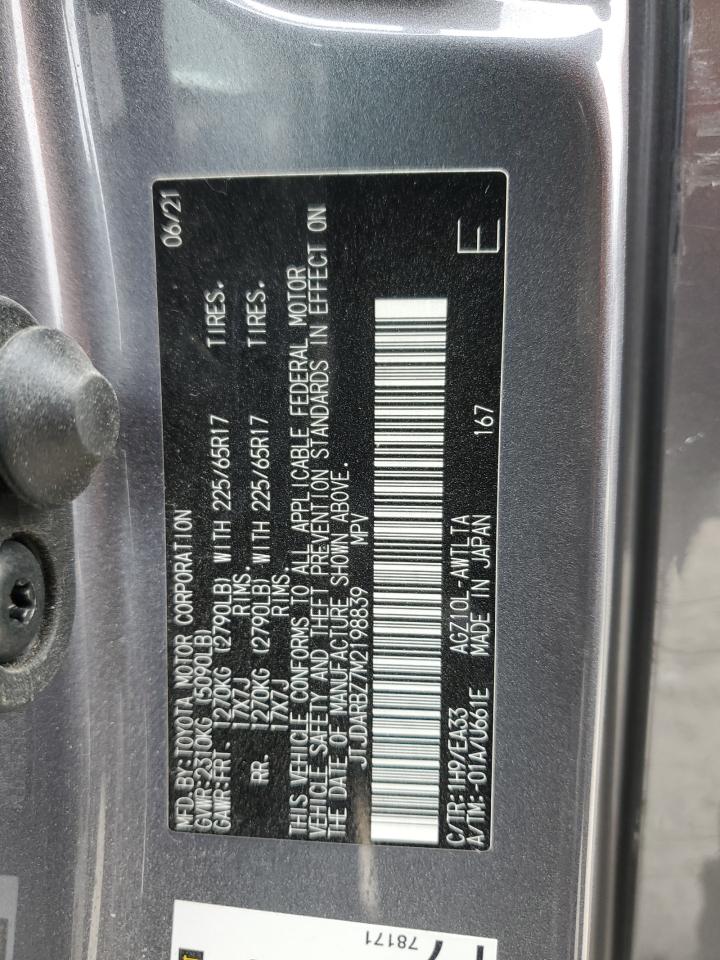 MFD. BY: TOYOTA MOTOR CORPORATION 06/21
GVWR: 2310KG (5090LB)
GAWR: FRT. 1270KG (2790LB) WITH 225/65R17 TIRES.
17X7J RIMS.
RR. 1270KG (2790LB) WITH 225/65R17 TIRES.
17X7J RIMS.
THIS VEHICLE CONFORMS TO ALL APPLICABLE FEDERAL MOTOR
VEHICLE SAFETY AND THEFT PREVENTION STANDARDS IN EFFECT ON
THE DATE OF MANUFACTURE SHOWN ABOVE.
JTJDARBZ7M2198839 MPV
E
C/TR: 1H9/EA33 AGZ10L-AWTLTA 167
A/TM: -01A/U661E MADE IN JAPAN
78171